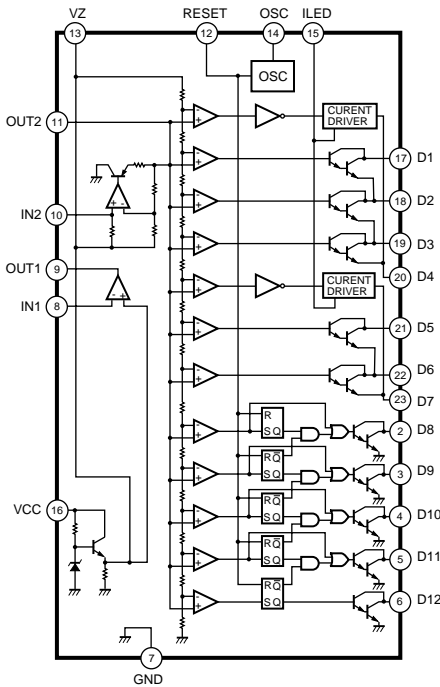 VZ RESET OSC ILED
13 12 14 15
OSC
CURENT
DRIVER
OUT2 11
- +
17 D1
- +
18 D2
+ -
- +
IN2 10
19 D3
- +
OUT1 9
20 D4
CURENT
DRIVER
- +
IN1 8
- +
21 D5
- +
22 D6
- +
23 D7
R
S Q
2 D8
- +
R Q̅
S Q
3 D9
- +
VCC 16
R Q̅
S Q
4 D10
- +
R Q̅
S Q
5 D11
- +
R Q̅
S Q
6 D12
- +
7
GND